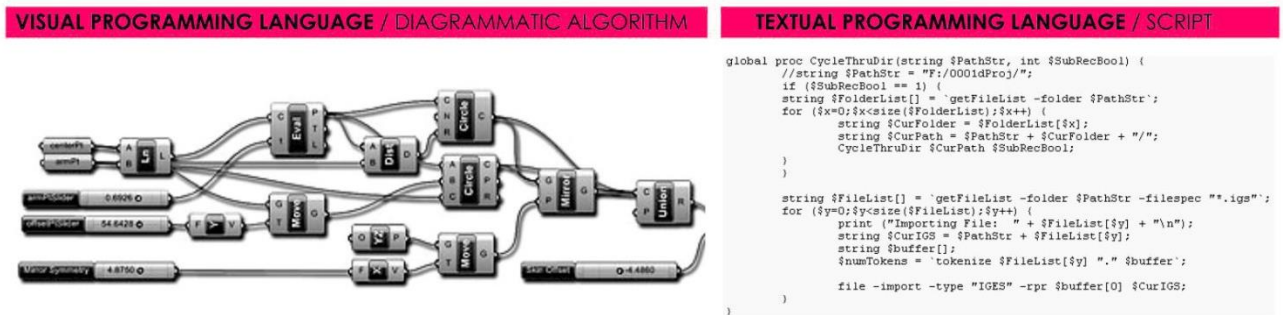 VISUAL PROGRAMMING LANGUAGE / DIAGRAMMATIC ALGORITHM
centerPt
armPt
A
B
Ln
L
0.6926
54.6428
F
Y
V
Mirror Symmetry
4.8750
C
T
Eval
P
T
L
A
B
Dist
D
G
T
Move
G
O
YZ
P
F
X
V
G
T
Move
G
C
N
R
Circle
C
A
B
C
Circle
C
P
R
G
P
Mirror
G
C
P
Union
R
Skin Offset
-4.4860
TEXTUAL PROGRAMMING LANGUAGE / SCRIPT
global proc CycleThruDir(string $PathStr, int $SubRecBool) {
//string $PathStr = "F:/0001dProj/";
if ($SubRecBool == 1) {
string $FolderList[] = `getFileList -folder $PathStr`;
for ($x=0;$x<size($FolderList);$x++) {
string $CurFolder = $FolderList[$x];
string $CurPath = $PathStr + $CurFolder + "/";
CycleThruDir $CurPath $SubRecBool;
}
}
string $FileList[] = `getFileList -folder $PathStr -filespec "*.igs"`;
for ($y=0;$y<size($FileList);$y++) {
print ("Importing File:  " + $FileList[$y] + "\n");
string $CurIGS = $PathStr + $FileList[$y];
string $buffer[];
$numTokens = `tokenize $FileList[$y] "." $buffer`;
file -import -type "IGES" -rpr $buffer[0] $CurIGS;
}
}